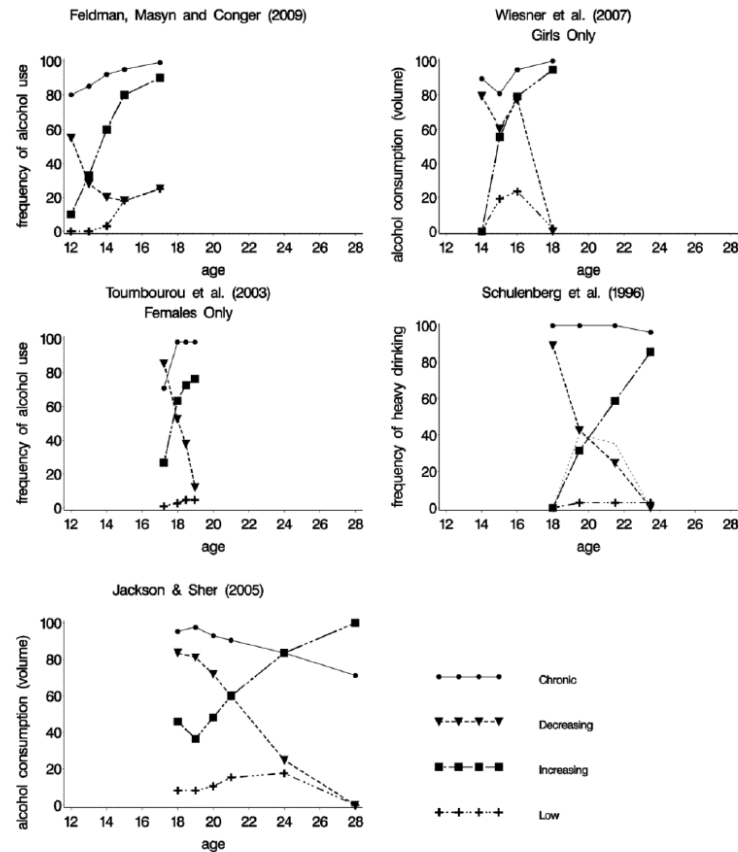 Feldman, Masyn and Conger (2009)
frequency of alcohol use
100
80
60
40
20
0
12 14 16 18 20 22 24 26 28
age
Wiesner et al. (2007)
Girls Only
alcohol consumption (volume)
100
80
60
40
20
0
12 14 16 18 20 22 24 26 28
age
Toumbourou et al. (2003)
Females Only
frequency of alcohol use
100
80
60
40
20
0
12 14 16 18 20 22 24 26 28
age
Schulenberg et al. (1996)
frequency of heavy drinking
100
80
60
40
20
0
12 14 16 18 20 22 24 26 28
age
Jackson & Sher (2005)
alcohol consumption (volume)
100
80
60
40
20
0
12 14 16 18 20 22 24 26 28
age
Chronic
Decreasing
Increasing
Low